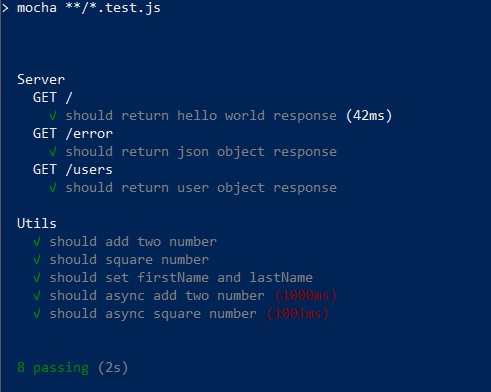 > mocha **/*.test.js
Server
GET /
√ should return hello world response (42ms)
GET /error
√ should return json object response
GET /users
√ should return user object response
Utils
√ should add two number
√ should square number
√ should set firstName and lastName
√ should async add two number (1000ms)
√ should async square number (1001ms)
8 passing (2s)